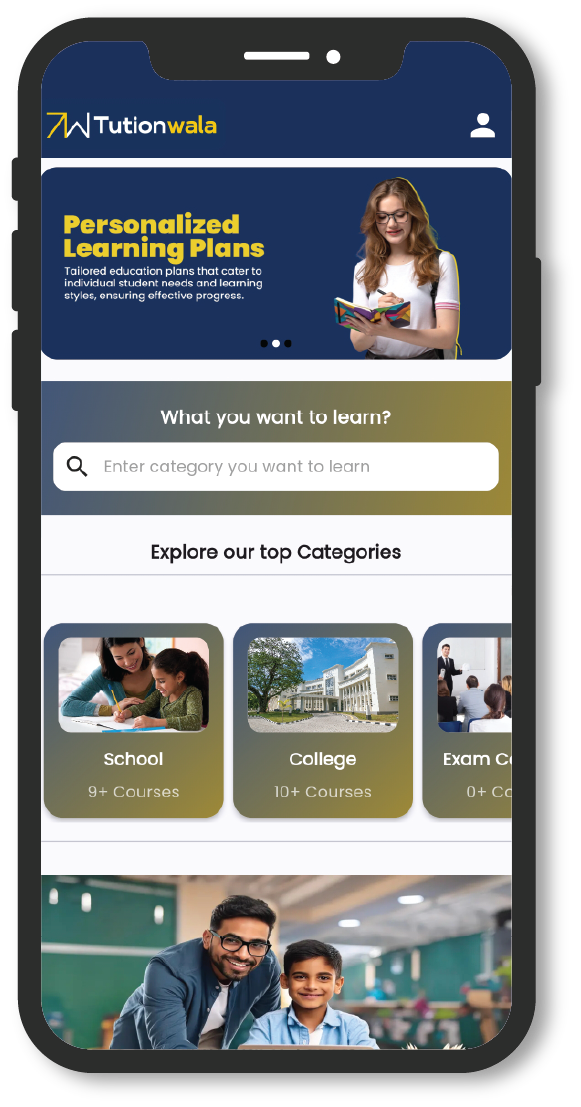 Tutionwala
Personalized
Learning Plans
Tailored education plans that cater to
individual student needs and learning
styles, ensuring effective progress.
What you want to learn?
Enter category you want to learn
Explore our top Categories
School
College
Exam C
9+ Courses
10+ Courses
0+ Co